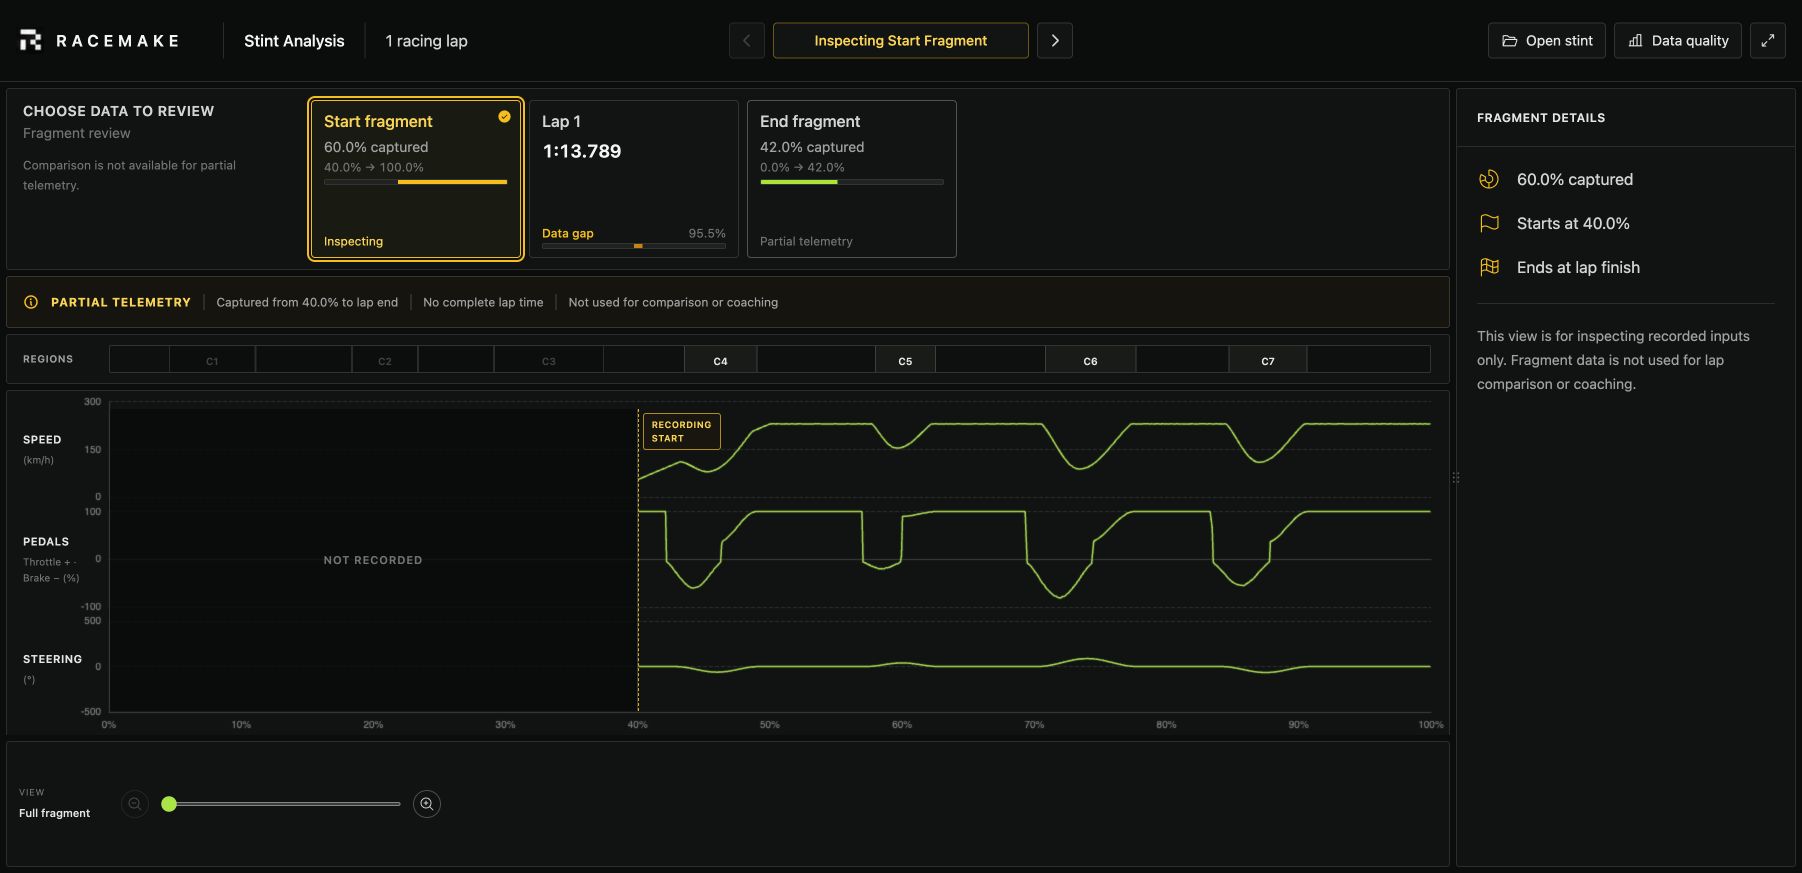 RACEMAKE
Stint Analysis
1 racing lap
Inspecting Start Fragment
Open stint
Data quality
CHOOSE DATA TO REVIEW
Fragment review
Comparison is not available for partial
telemetry.
Start fragment
60.0% captured
40.0% → 100.0%
Inspecting
Lap 1
1:13.789
Data gap
95.5%
End fragment
42.0% captured
0.0% → 42.0%
Partial telemetry
FRAGMENT DETAILS
60.0% captured
Starts at 40.0%
Ends at lap finish
This view is for inspecting recorded inputs
only. Fragment data is not used for lap
comparison or coaching.
PARTIAL TELEMETRY
Captured from 40.0% to lap end
No complete lap time
Not used for comparison or coaching
REGIONS
C1
C2
C3
C4
C5
C6
C7
SPEED
(km/h)
300
150
0
RECORDING
START
PEDALS
Throttle + ·
Brake − (%)
100
0
-100
NOT RECORDED
STEERING
(°)
500
0
-500
0%
10%
20%
30%
40%
50%
60%
70%
80%
90%
100%
VIEW
Full fragment